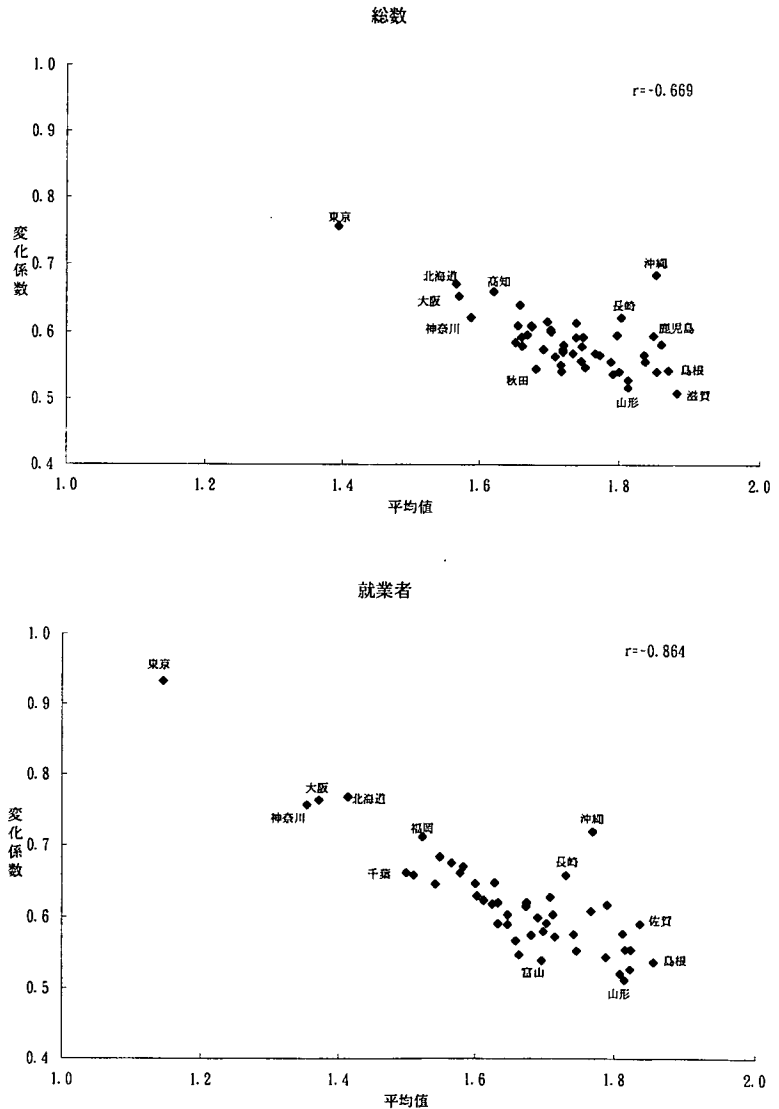 総数
1.0
r=-0.669
0.9
0.8
東京
変化係数
0.7
北海道
高知
沖縄
大阪
長崎
神奈川
鹿児島
0.6
秋田
島根
山形
滋賀
0.5
0.4
1.0 1.2 1.4 1.6 1.8 2.0
平均値
就業者
1.0
r=-0.864
東京
0.9
0.8
大阪
北海道
神奈川
変化係数
福岡
沖縄
0.7
長崎
千葉
0.6
佐賀
富山
島根
山形
0.5
0.4
1.0 1.2 1.4 1.6 1.8 2.0
平均値